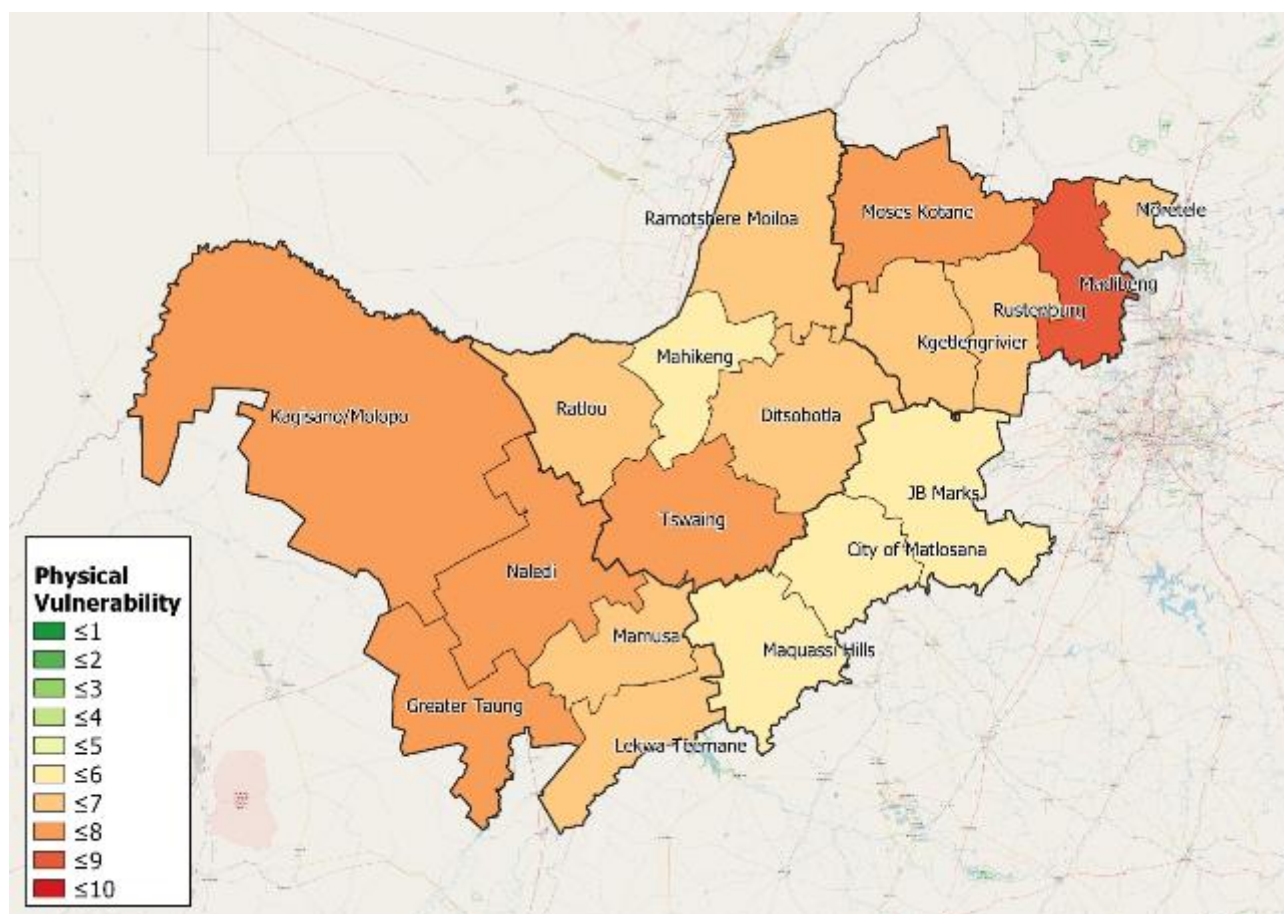 Ramotshere Moiloa
Moses Kotane
Moretele
Madibeng
Rustenburg
Kgetlengrivier
Mahikeng
Ratlou
Ditsobotla
Kagisano/Molopo
JB Marks
Tswaing
City of Matlosana
Naledi
Mamusa
Maquassi Hills
Greater Taung
Lekwa-Teemane
Physical
Vulnerability
≤1
≤2
≤3
≤4
≤5
≤6
≤7
≤8
≤9
≤10